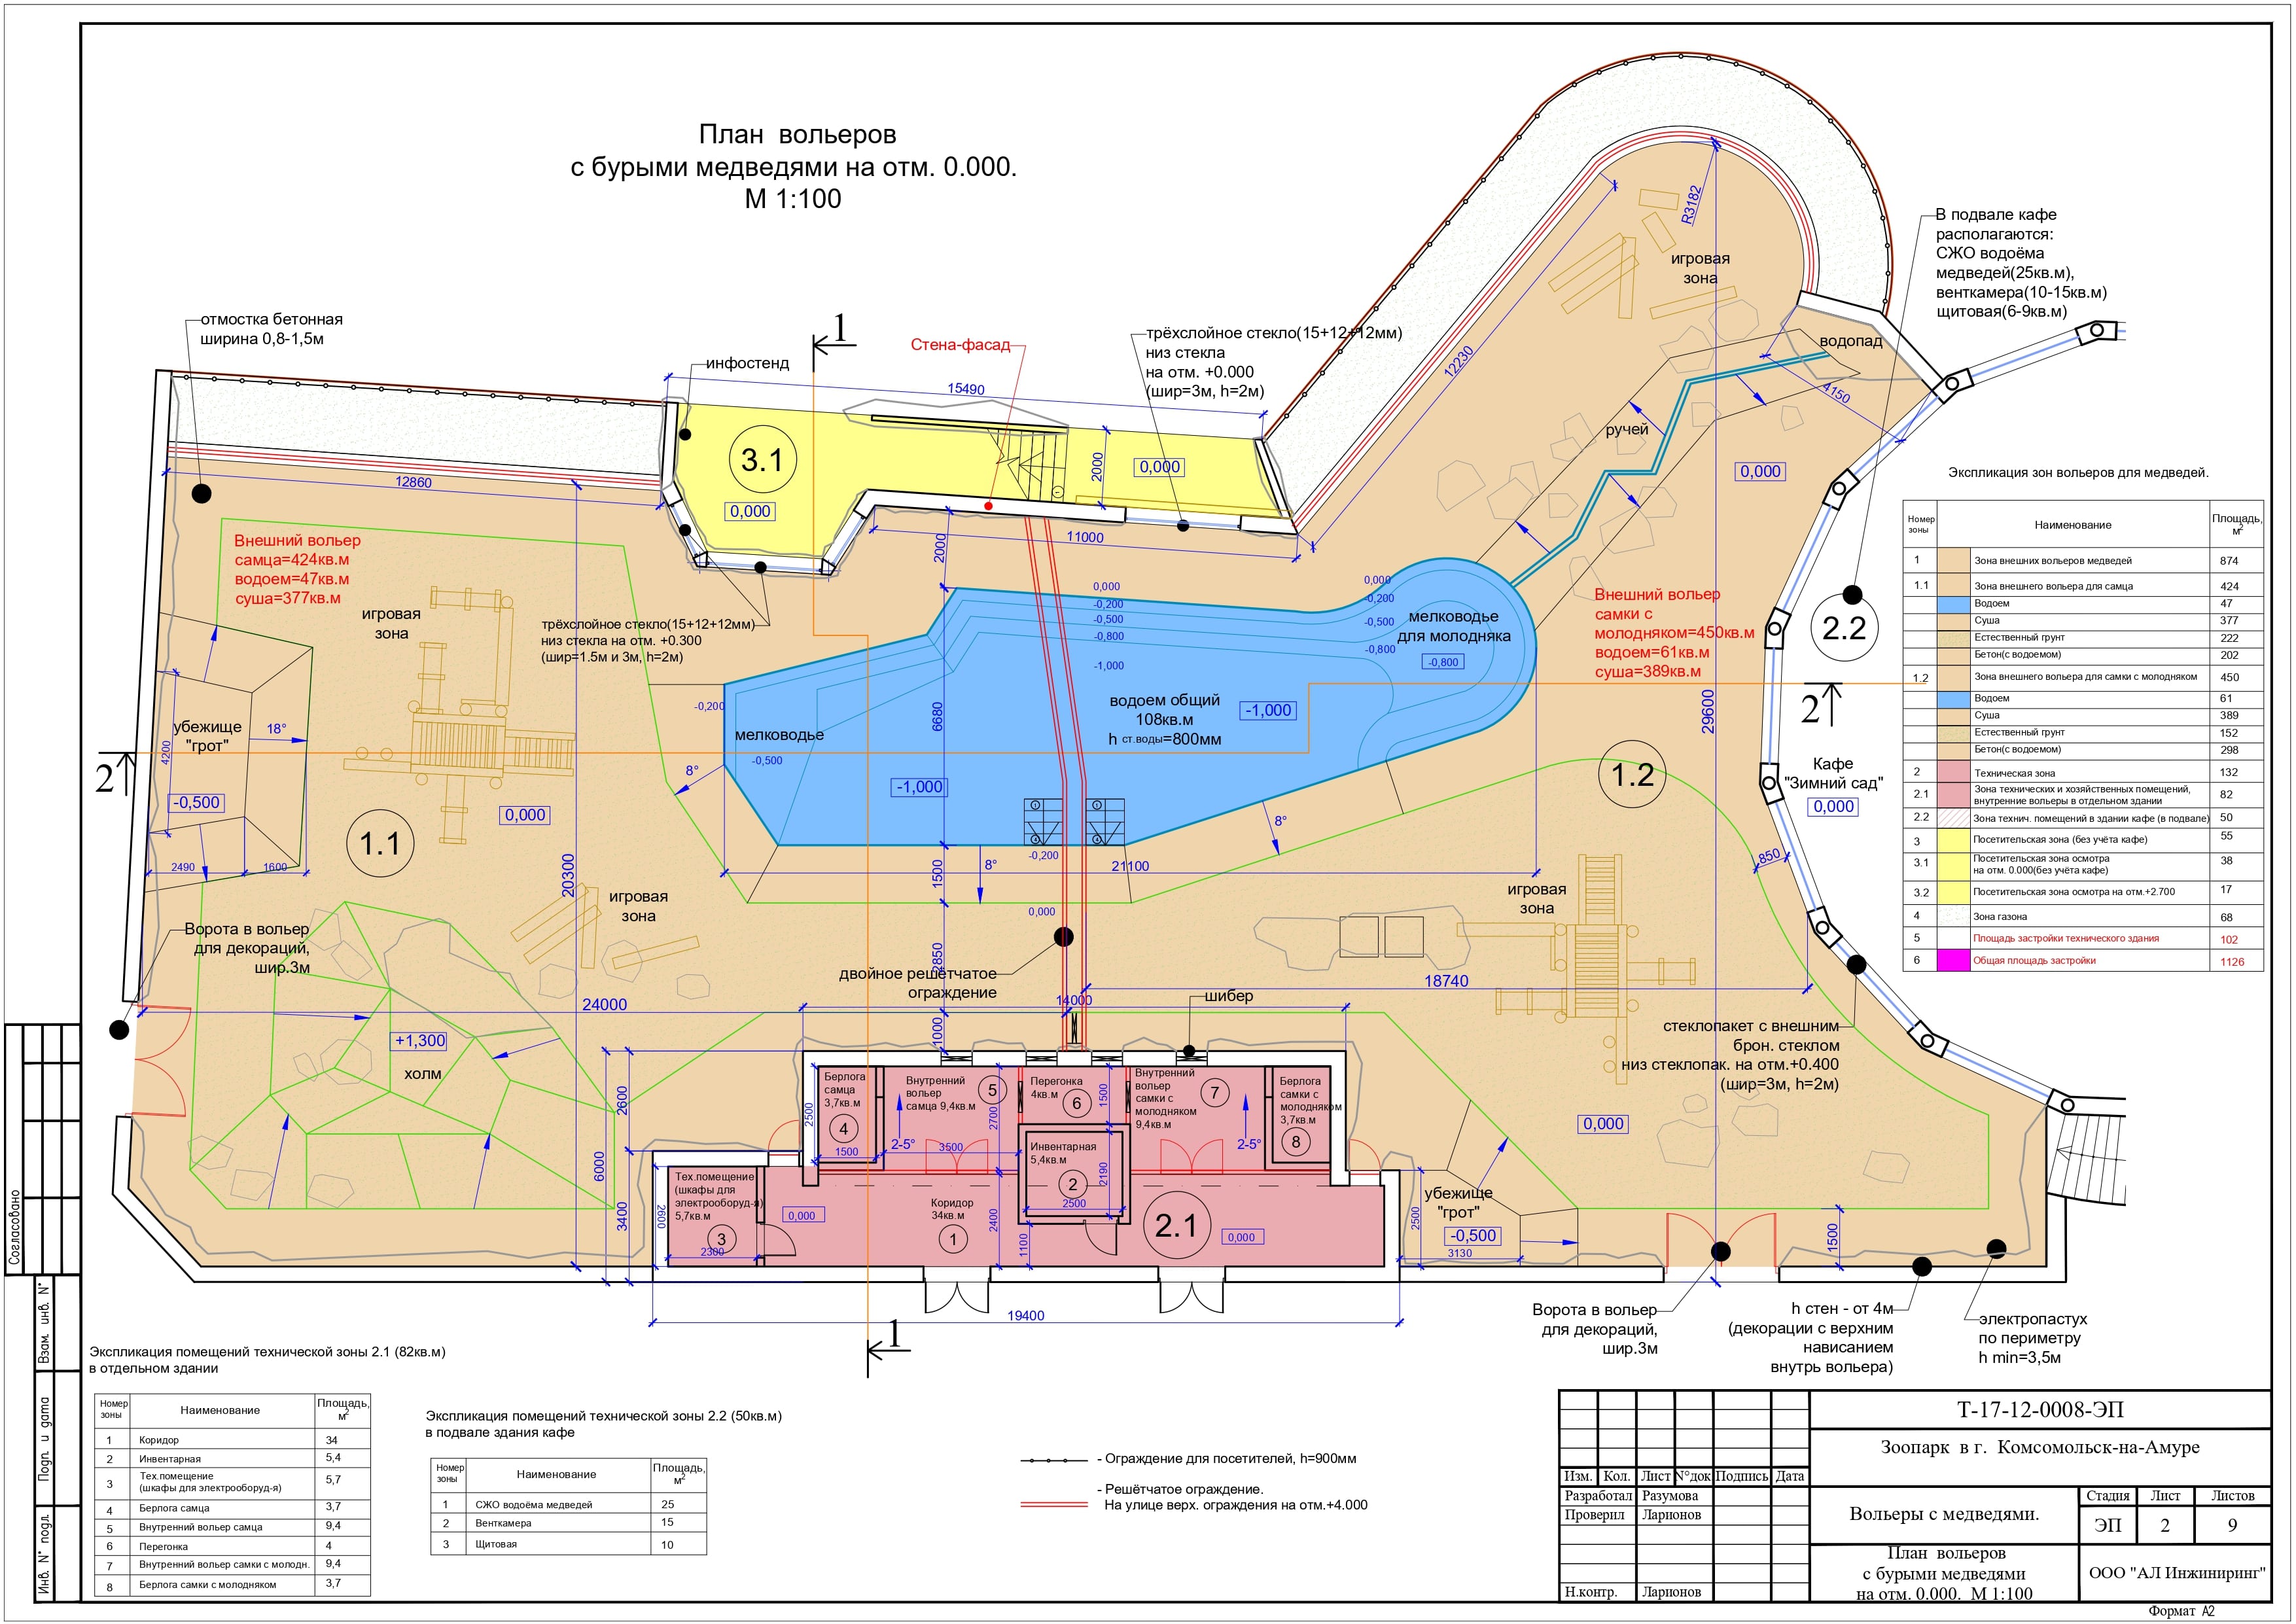 План вольеров
с бурыми медведями на отм. 0.000.
М 1:100
отмостка бетонная
ширина 0,8-1,5м
инфостенд
1
Стена-фасад
трёхслойное стекло(15+12+12мм)
низ стекла
на отм. +0.000
(шир=3м, h=2м)
15490
12230
R3182
игровая
зона
водопад
4150
ручей
0,000
В подвале кафе
располагаются:
СЖО водоёма
медведей(25кв.м),
венткамера(10-15кв.м)
щитовая(6-9кв.м)
12860
3.1
0,000
0,000
2000
11000
2000
Внешний вольер
самца=424кв.м
водоем=47кв.м
суша=377кв.м
игровая
зона
трёхслойное стекло(15+12+12мм)
низ стекла на отм. +0.300
(шир=1.5м и 3м, h=2м)
0,000
-0,200
-0,500
-0,800
-1,000
0,000
-0,200
-0,500
-0,800
мелководье
для молодняка
-0,800
Внешний вольер
самки с
молодняком=450кв.м
водоем=61кв.м
суша=389кв.м
2.2
2
29600
убежище
"грот"
18°
4200
-0,500
2490
1600
2
1.1
0,000
-0,200
мелководье
-0,500
8°
6680
водоем общий
108кв.м
h ст.воды=800мм
-1,000
-1,000
-0,200
8°
8°
21100
1500
0,000
20300
1.2
Кафе
"Зимний сад"
0,000
850
игровая
зона
игровая
зона
Ворота в вольер
для декораций,
шир.3м
24000
2850
двойное решётчатое
ограждение
14000
18740
шибер
1000
+1,300
холм
стеклопакет с внешним
брон. стеклом
низ стеклопак. на отм.+0.400
(шир=3м, h=2м)
0,000
6000
2600
3400
2500
Берлога
самца
3,7кв.м
4
1500
Внутренний
вольер
самца 9,4кв.м
5
2-5°
3500
2700
Перегонка
4кв.м
6
1500
Внутренний
вольер
самки с
молодняком
9,4кв.м
7
2-5°
Берлога
самки с
молодняком
3,7кв.м
8
Инвентарная
5,4кв.м
2
2190
2500
Тех.помещение
(шкафы для
электрооборуд-я)
5,7кв.м
3
2600
2300
0,000
Коридор
34кв.м
1
2400
1100
2.1
0,000
2500
убежище
"грот"
-0,500
3130
1500
19400
1
Ворота в вольер
для декораций,
шир.3м
h стен - от 4м
(декорации с верхним
нависанием
внутрь вольера)
электропастух
по периметру
h min=3,5м
Экспликация зон вольеров для медведей.
Номер зоны Наименование Площадь, м2
1 Зона внешних вольеров медведей 874
1.1 Зона внешнего вольера для самца 424
Водоем 47
Суша 377
Естественный грунт 222
Бетон(с водоемом) 202
1.2 Зона внешнего вольера для самки с молодняком 450
Водоем 61
Суша 389
Естественный грунт 152
Бетон(с водоемом) 298
2 Техническая зона 132
2.1 Зона технических и хозяйственных помещений,
внутренние вольеры в отдельном здании 82
2.2 Зона технич. помещений в здании кафе (в подвале) 50
3 Посетительская зона (без учёта кафе) 55
3.1 Посетительская зона осмотра
на отм. 0.000(без учёта кафе) 38
3.2 Посетительская зона осмотра на отм.+2.700 17
4 Зона газона 68
5 Площадь застройки технического здания 102
6 Общая площадь застройки 1126
Экспликация помещений технической зоны 2.1 (82кв.м)
в отдельном здании
Номер зоны Наименование Площадь, м2
1 Коридор 34
2 Инвентарная 5,4
3 Тех.помещение
(шкафы для электрооборуд-я) 5,7
4 Берлога самца 3,7
5 Внутренний вольер самца 9,4
6 Перегонка 4
7 Внутренний вольер самки с молодн. 9,4
8 Берлога самки с молодняком 3,7
Экспликация помещений технической зоны 2.2 (50кв.м)
в подвале здания кафе
Номер зоны Наименование Площадь, м2
1 СЖО водоёма медведей 25
2 Венткамера 15
3 Щитовая 10
- Ограждение для посетителей, h=900мм
- Решётчатое ограждение.
На улице верх. ограждения на отм.+4.000
Согласовано
Взам. инв. N°
Подп. и дата
Инв. N° подл.
Т-17-12-0008-ЭП
Зоопарк в г. Комсомольск-на-Амуре
Изм. Кол. Лист N°док Подпись Дата
Разработал Разумова
Проверил Ларионов
Н.контр. Ларионов
Вольеры с медведями.
Стадия Лист Листов
ЭП 2 9
План вольеров
с бурыми медведями
на отм. 0.000. М 1:100
ООО "АЛ Инжиниринг"
Формат А2